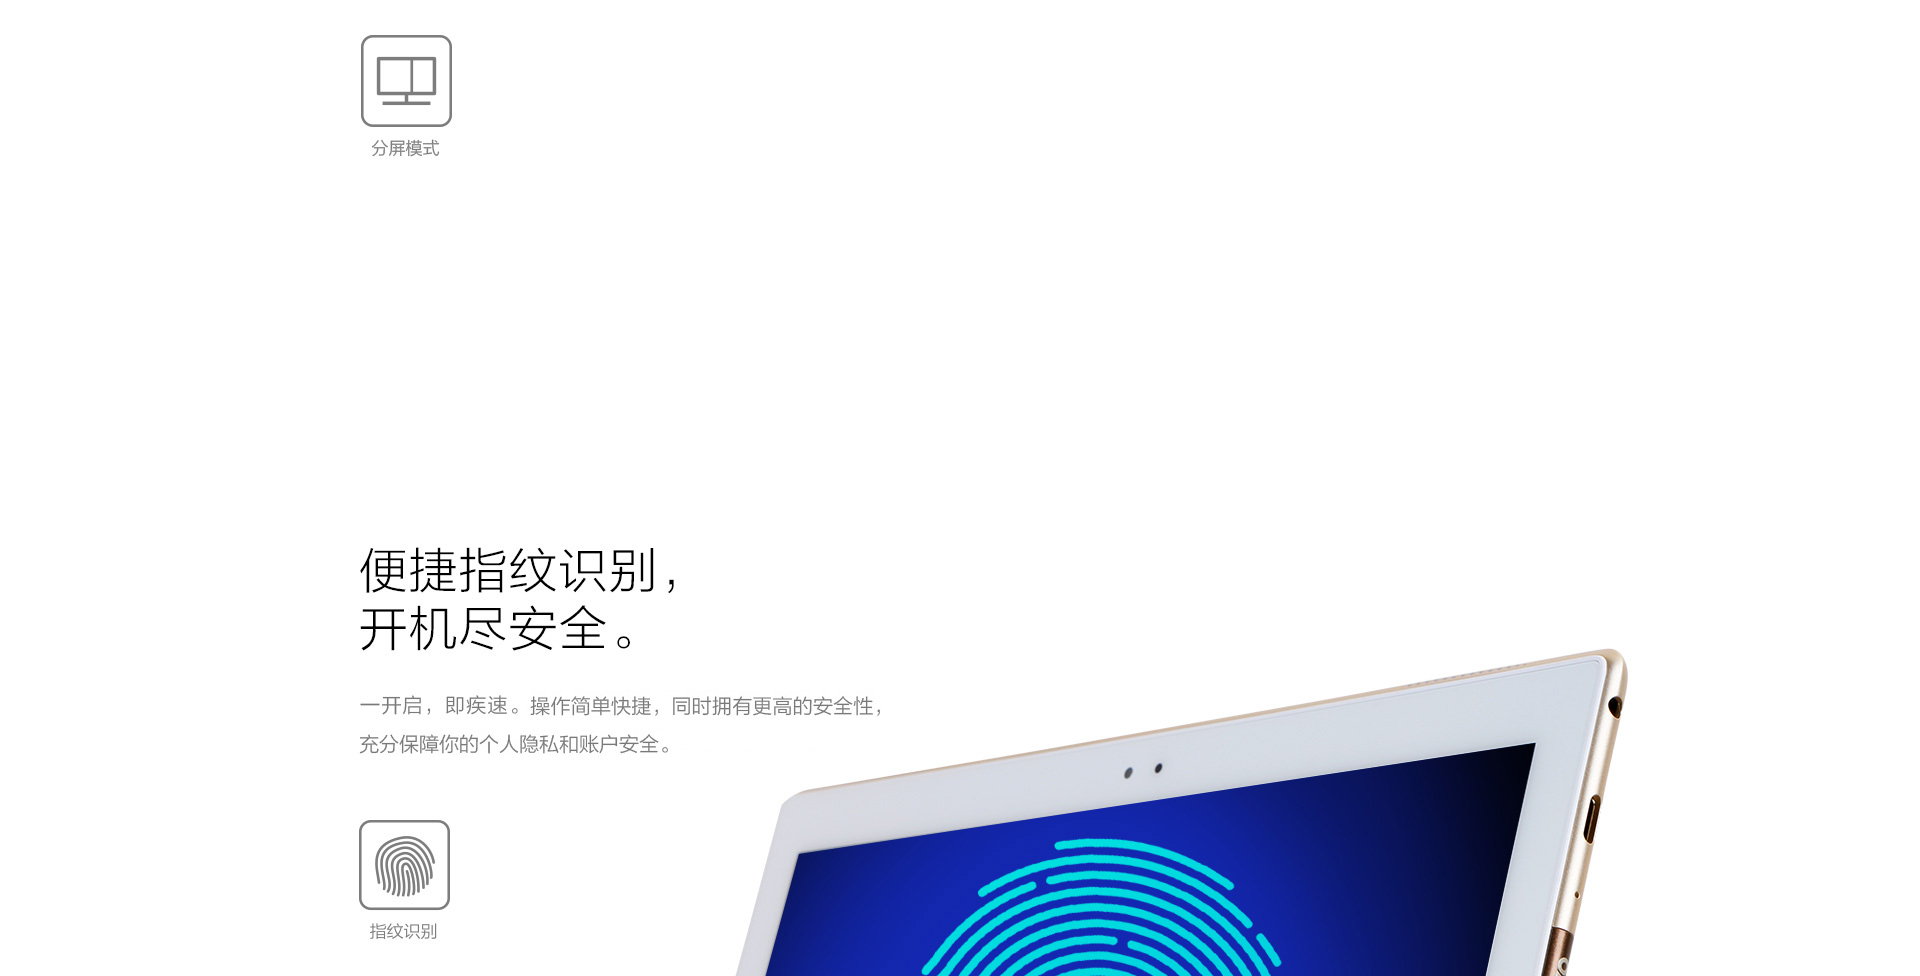 分屏模式
便捷指纹识别，
开机尽安全。
一开启，即疾速。操作简单快捷，同时拥有更高的安全性，
充分保障你的个人隐私和账户安全。
指纹识别